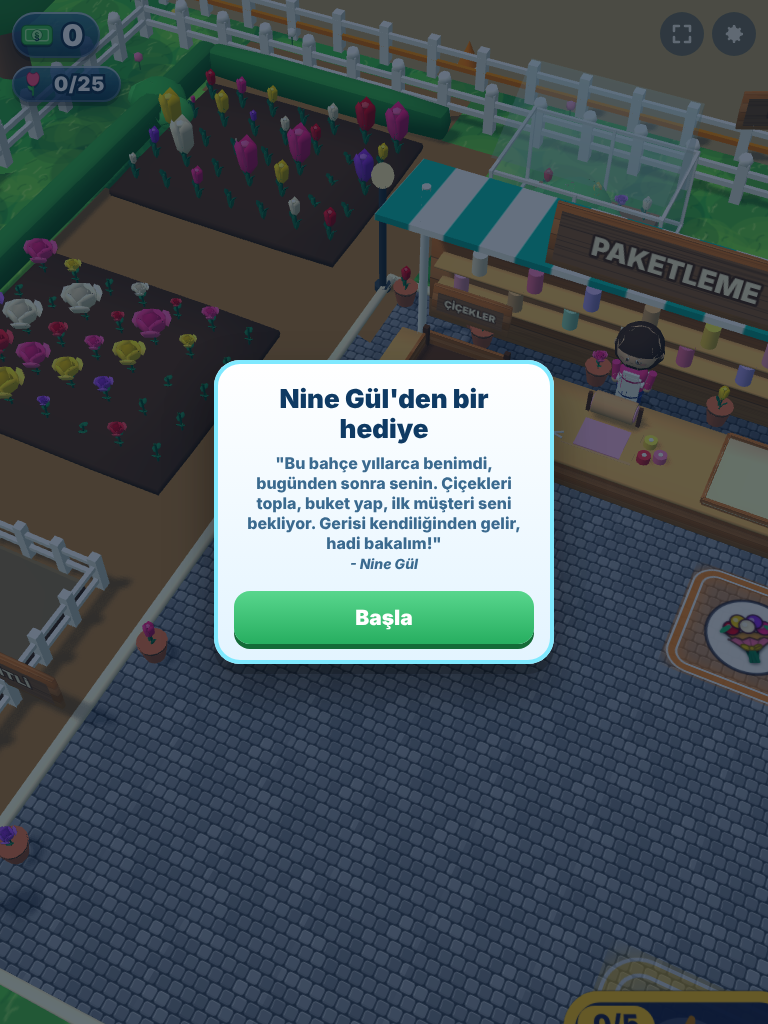 0
0/25
PAKETLEME
ÇİÇEKLER
Nine Gül'den bir
hediye
"Bu bahçe yıllarca benimdi,
bugünden sonra senin. Çiçekleri
topla, buket yap, ilk müşteri seni
bekliyor. Gerisi kendiliğinden gelir,
hadi bakalım!"
- Nine Gül
Başla
0/5